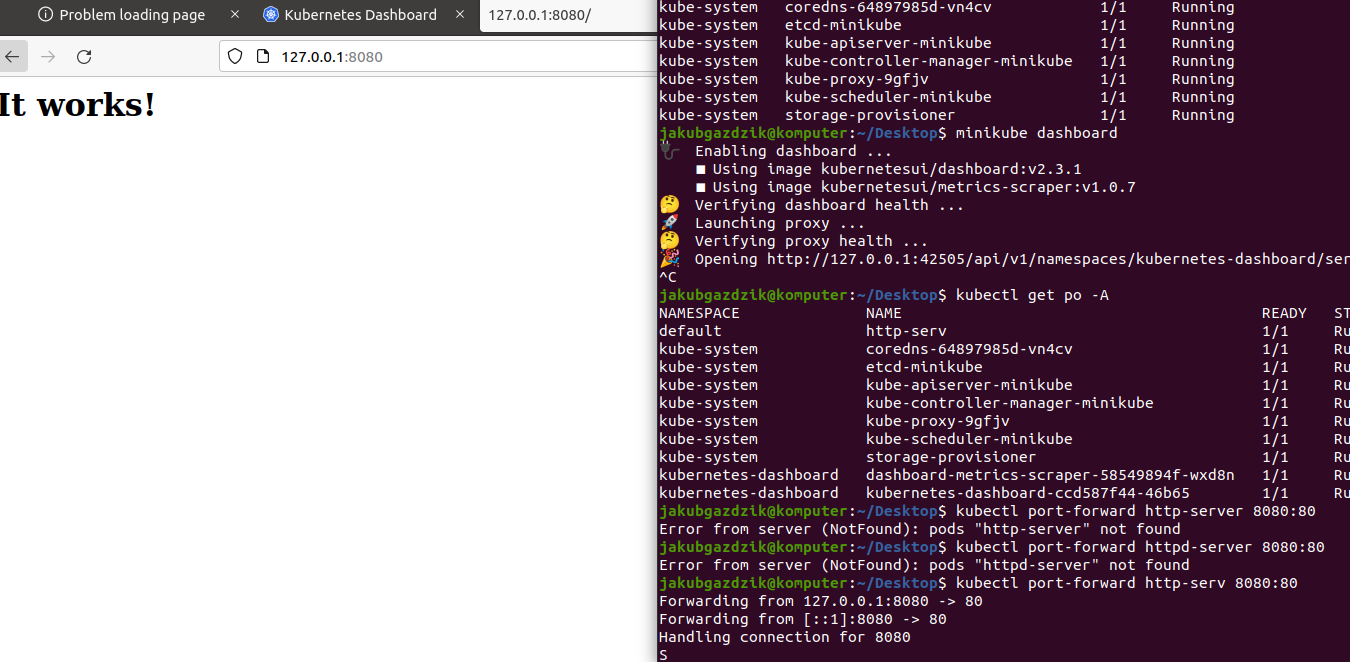 Problem loading page
Kubernetes Dashboard
127.0.0.1:8080/
127.0.0.1:8080
It works!
kube-system coredns-64897985d-vn4cv 1/1 Running
kube-system etcd-minikube 1/1 Running
kube-system kube-apiserver-minikube 1/1 Running
kube-system kube-controller-manager-minikube 1/1 Running
kube-system kube-proxy-9gfjv 1/1 Running
kube-system kube-scheduler-minikube 1/1 Running
kube-system storage-provisioner 1/1 Running
jakubgazdzik@komputer:~/Desktop$ minikube dashboard
Enabling dashboard ...
■ Using image kubernetesui/dashboard:v2.3.1
■ Using image kubernetesui/metrics-scraper:v1.0.7
🤔 Verifying dashboard health ...
🚀 Launching proxy ...
🤔 Verifying proxy health ...
🎉 Opening http://127.0.0.1:42505/api/v1/namespaces/kubernetes-dashboard/ser
^C
jakubgazdzik@komputer:~/Desktop$ kubectl get po -A
NAMESPACE NAME READY ST
default http-serv 1/1 Ru
kube-system coredns-64897985d-vn4cv 1/1 Ru
kube-system etcd-minikube 1/1 Ru
kube-system kube-apiserver-minikube 1/1 Ru
kube-system kube-controller-manager-minikube 1/1 Ru
kube-system kube-proxy-9gfjv 1/1 Ru
kube-system kube-scheduler-minikube 1/1 Ru
kube-system storage-provisioner 1/1 Ru
kubernetes-dashboard dashboard-metrics-scraper-58549894f-wxd8n 1/1 Ru
kubernetes-dashboard kubernetes-dashboard-ccd587f44-46b65 1/1 Ru
jakubgazdzik@komputer:~/Desktop$ kubectl port-forward http-server 8080:80
Error from server (NotFound): pods "http-server" not found
jakubgazdzik@komputer:~/Desktop$ kubectl port-forward httpd-server 8080:80
Error from server (NotFound): pods "httpd-server" not found
jakubgazdzik@komputer:~/Desktop$ kubectl port-forward http-serv 8080:80
Forwarding from 127.0.0.1:8080 -> 80
Forwarding from [::1]:8080 -> 80
Handling connection for 8080
S